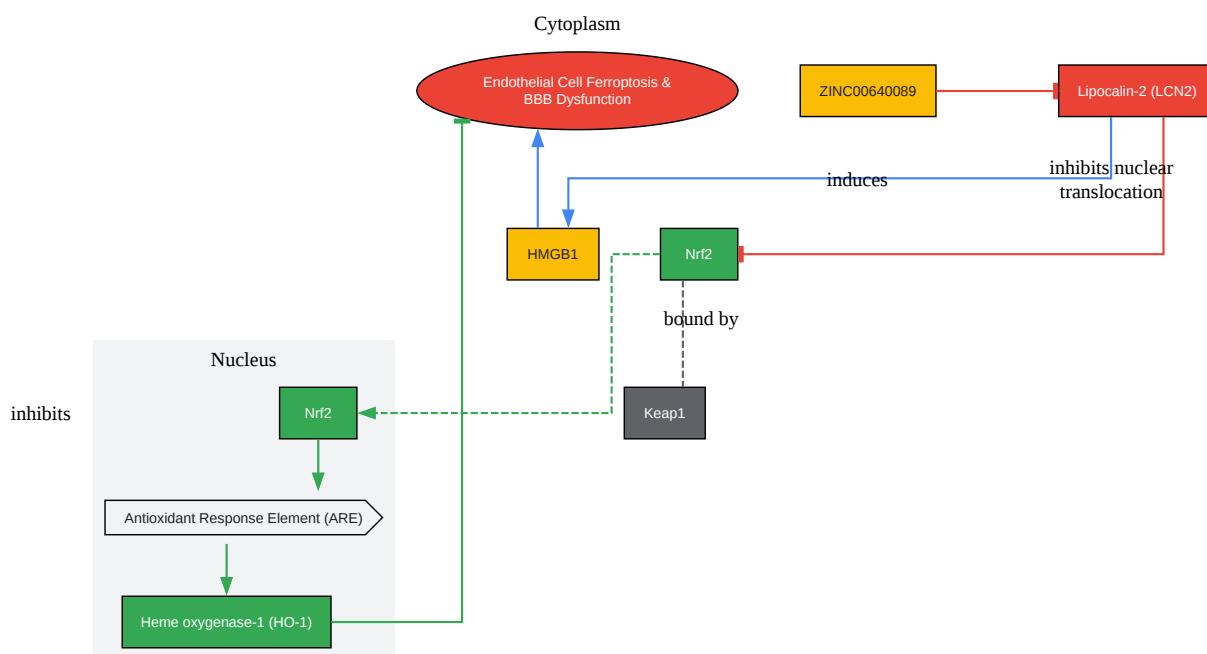 Cytoplasm
Endothelial Cell Ferroptosis &
BBB Dysfunction
ZINC00640089
Lipocalin-2 (LCN2)
induces
inhibits nuclear
translocation
HMGB1
Nrf2
bound by
Nucleus
inhibits
Nrf2
Keap1
Antioxidant Response Element (ARE)
Heme oxygenase-1 (HO-1)